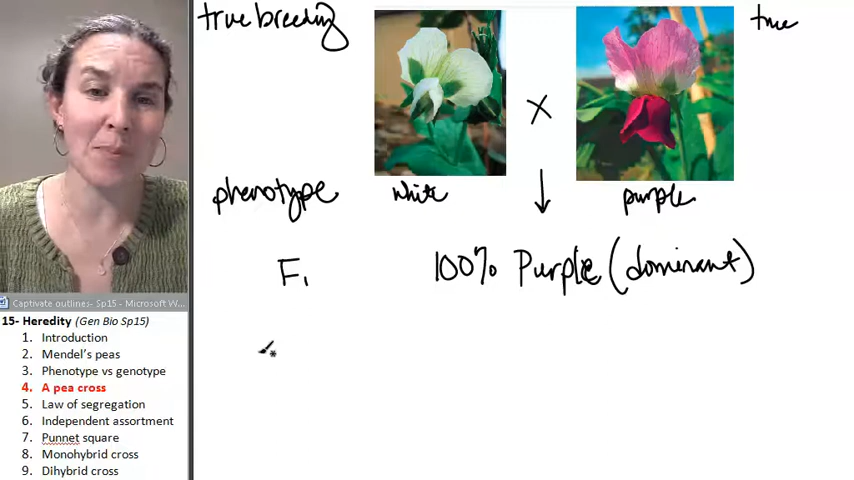 true breeding
true
X
phenotype
white
purple
F1
100% Purple (dominant)
Captivate outlines- Sp15 - Microsoft W...
15- Heredity (Gen Bio Sp15)
1. Introduction
2. Mendel's peas
3. Phenotype vs genotype
4. A pea cross
5. Law of segregation
6. Independent assortment
7. Punnet square
8. Monohybrid cross
9. Dihybrid cross